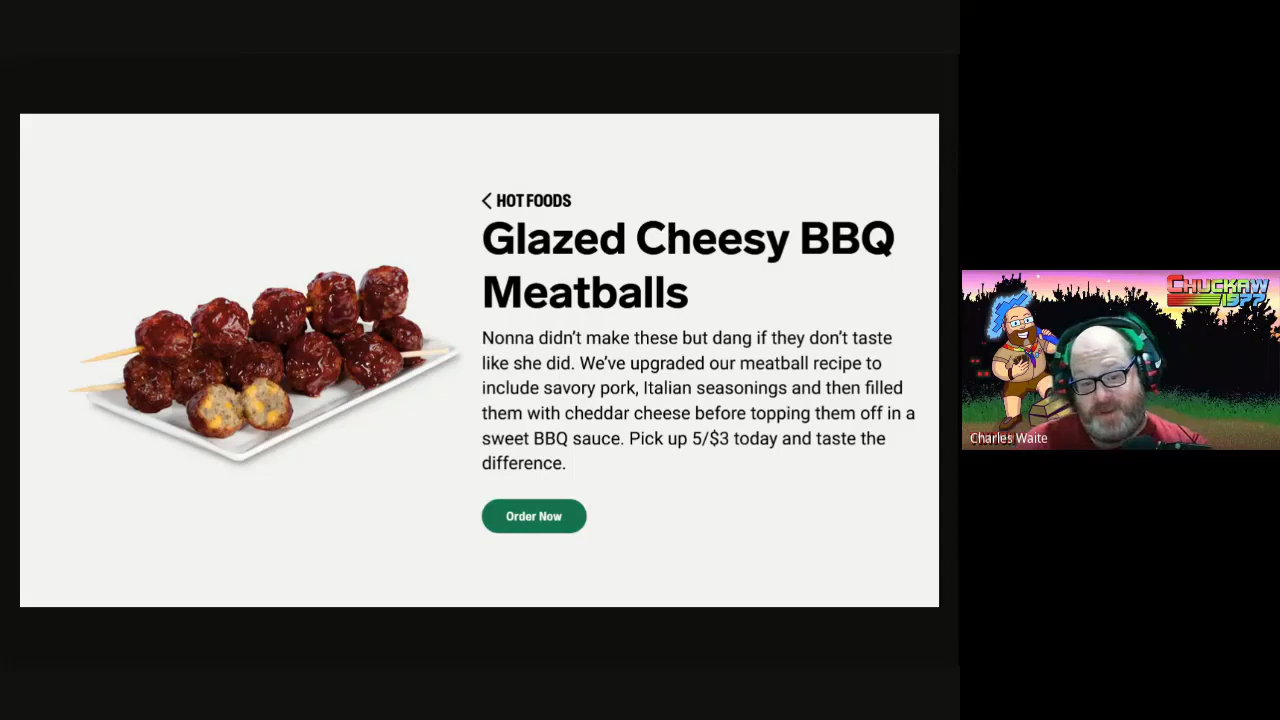 HOT FOODS
Glazed Cheesy BBQ
Meatballs
Nonna didn't make these but dang if they don't taste
like she did. We've upgraded our meatball recipe to
include savory pork, Italian seasonings and then filled
them with cheddar cheese before topping them off in a
sweet BBQ sauce. Pick up 5/$3 today and taste the
difference.
Order Now
CHUCKAW
1977
Charles Waite